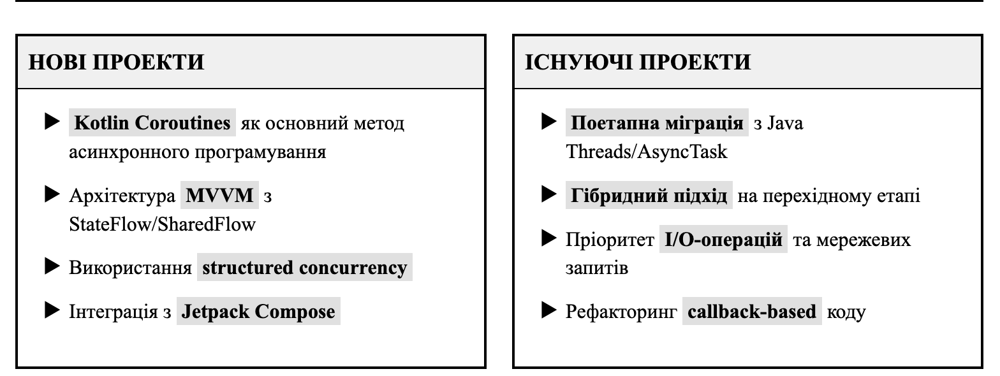 НОВІ ПРОЕКТИ
Kotlin Coroutines як основний метод
асинхронного програмування
Архітектура MVVM з
StateFlow/SharedFlow
Використання structured concurrency
Інтеграція з Jetpack Compose
ІСНУЮЧІ ПРОЕКТИ
Поетапна міграція з Java
Threads/AsyncTask
Гібридний підхід на перехідному етапі
Пріоритет I/O-операцій та мережевих
запитів
Рефакторинг callback-based коду